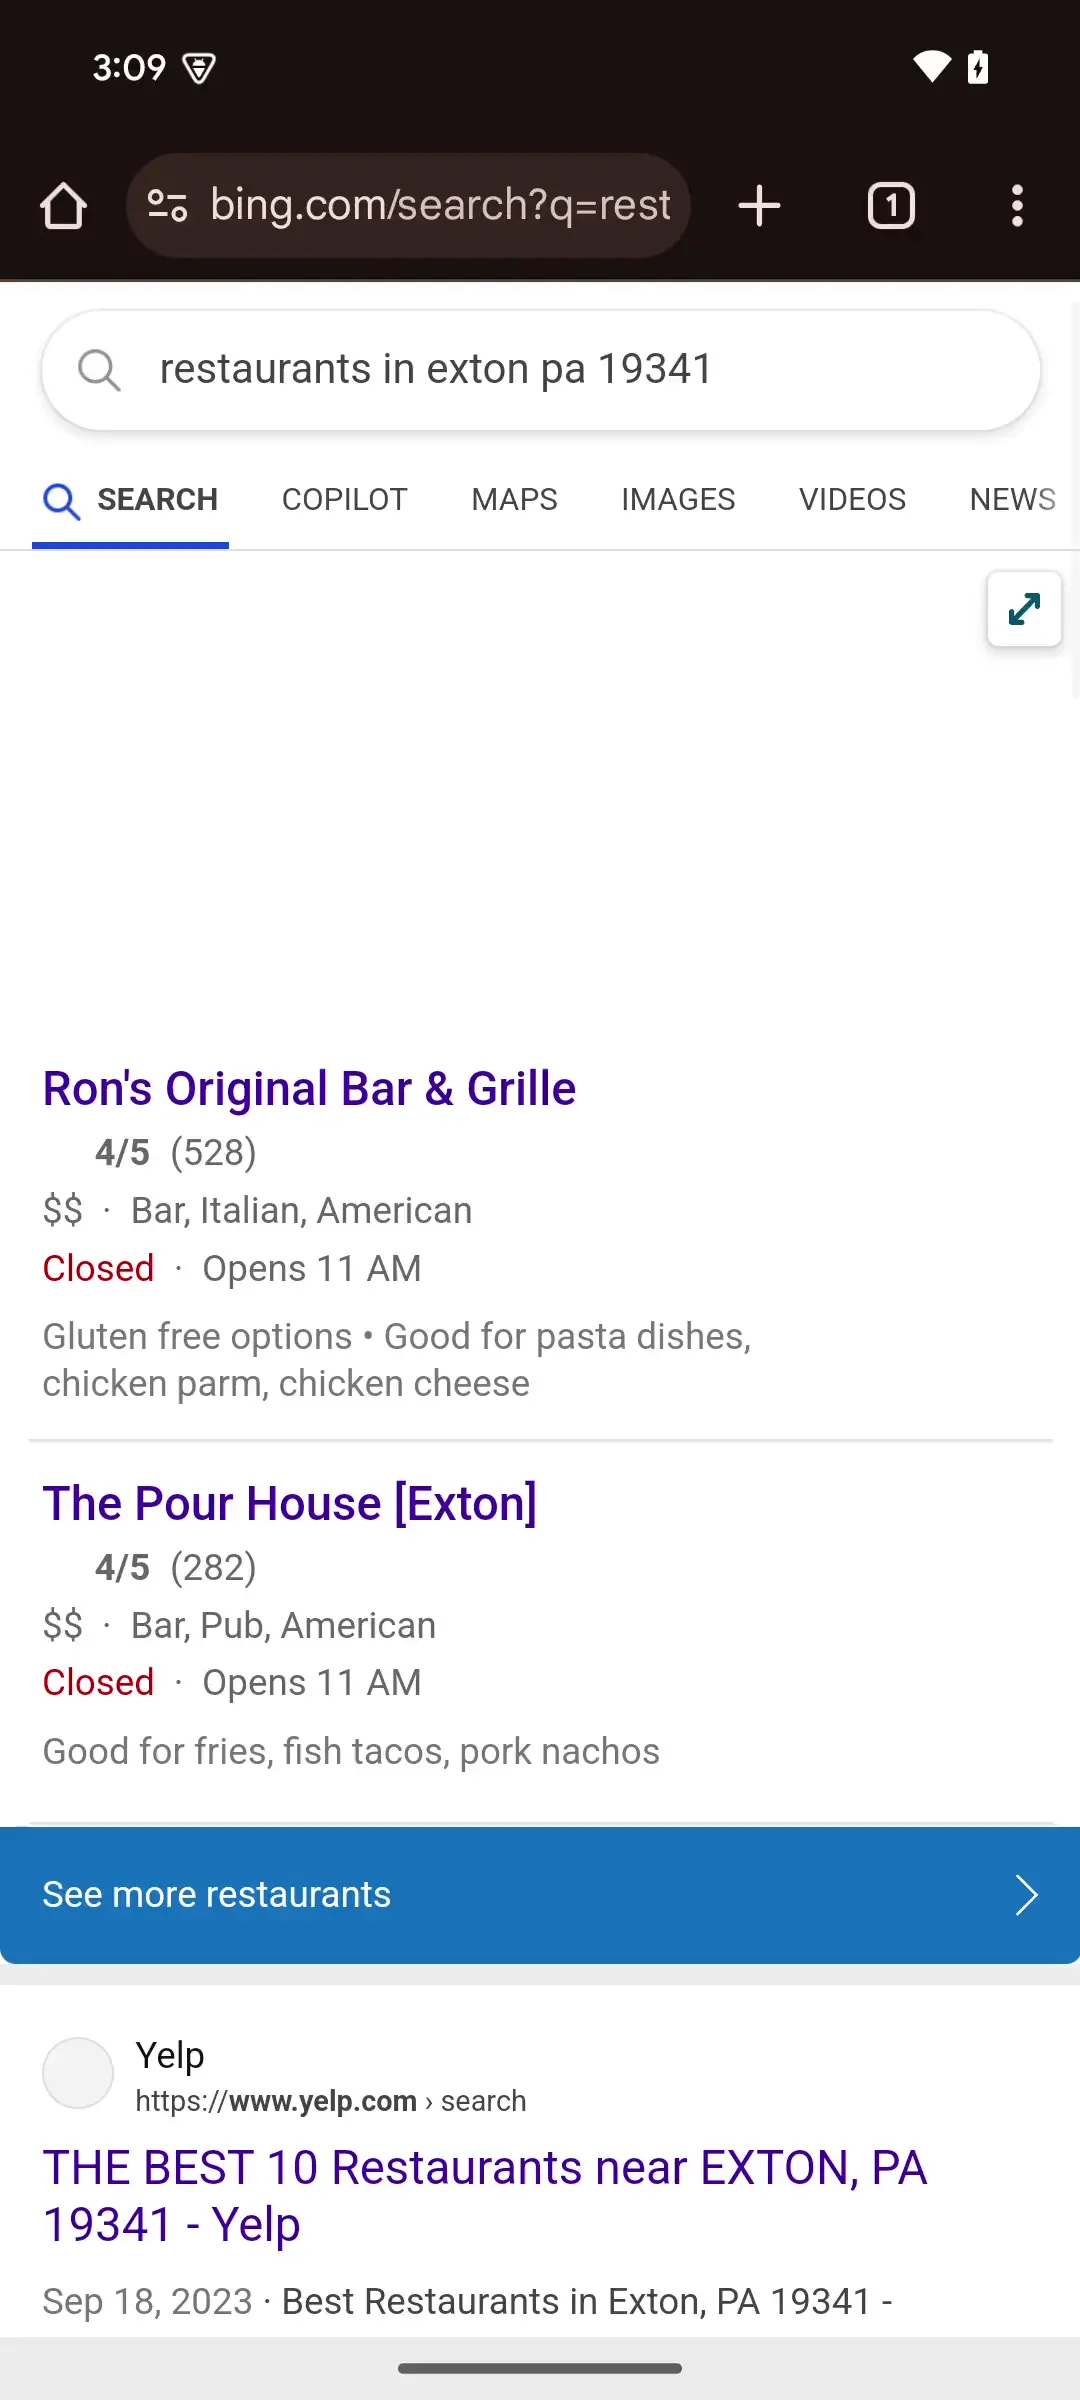 3:09
bing.com/search?q=rest
1
restaurants in exton pa 19341
SEARCH COPILOT MAPS IMAGES VIDEOS NEWS
Ron's Original Bar & Grille
4/5 (528)
$$ · Bar, Italian, American
Closed · Opens 11 AM
Gluten free options • Good for pasta dishes,
chicken parm, chicken cheese
The Pour House [Exton]
4/5 (282)
$$ · Bar, Pub, American
Closed · Opens 11 AM
Good for fries, fish tacos, pork nachos
See more restaurants
Yelp
https://www.yelp.com › search
THE BEST 10 Restaurants near EXTON, PA
19341 - Yelp
Sep 18, 2023 · Best Restaurants in Exton, PA 19341 -